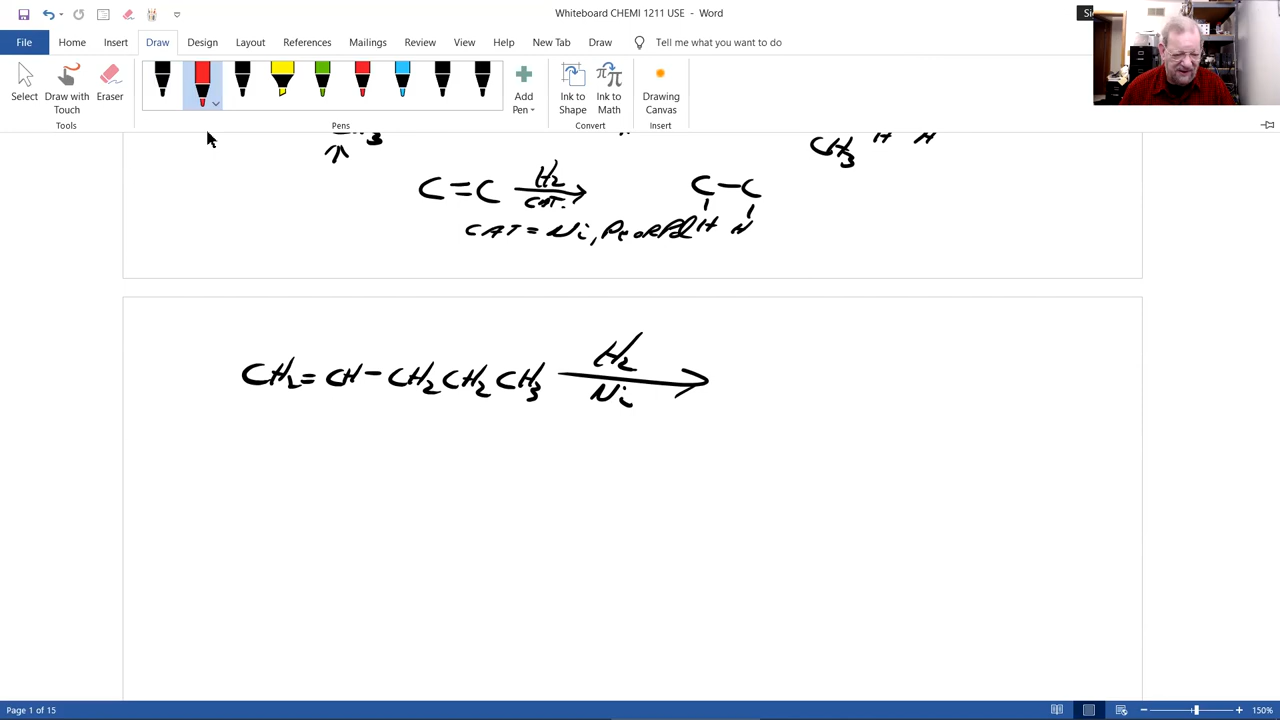 Whiteboard CHEMI 1211 USE - Word
Si
File Home Insert Draw Design Layout References Mailings Review View Help New Tab Draw Tell me what you want to do
Select Draw with Touch Eraser
Add Pen Ink to Shape Ink to Math Drawing Canvas
Tools Pens Convert Insert
CH3 H H
C=C H2 CAT. C-C
CAT = Ni, Pt OR Pd H H
CH2=CH-CH2CH2CH3 H2 Ni
Page 1 of 15
150%